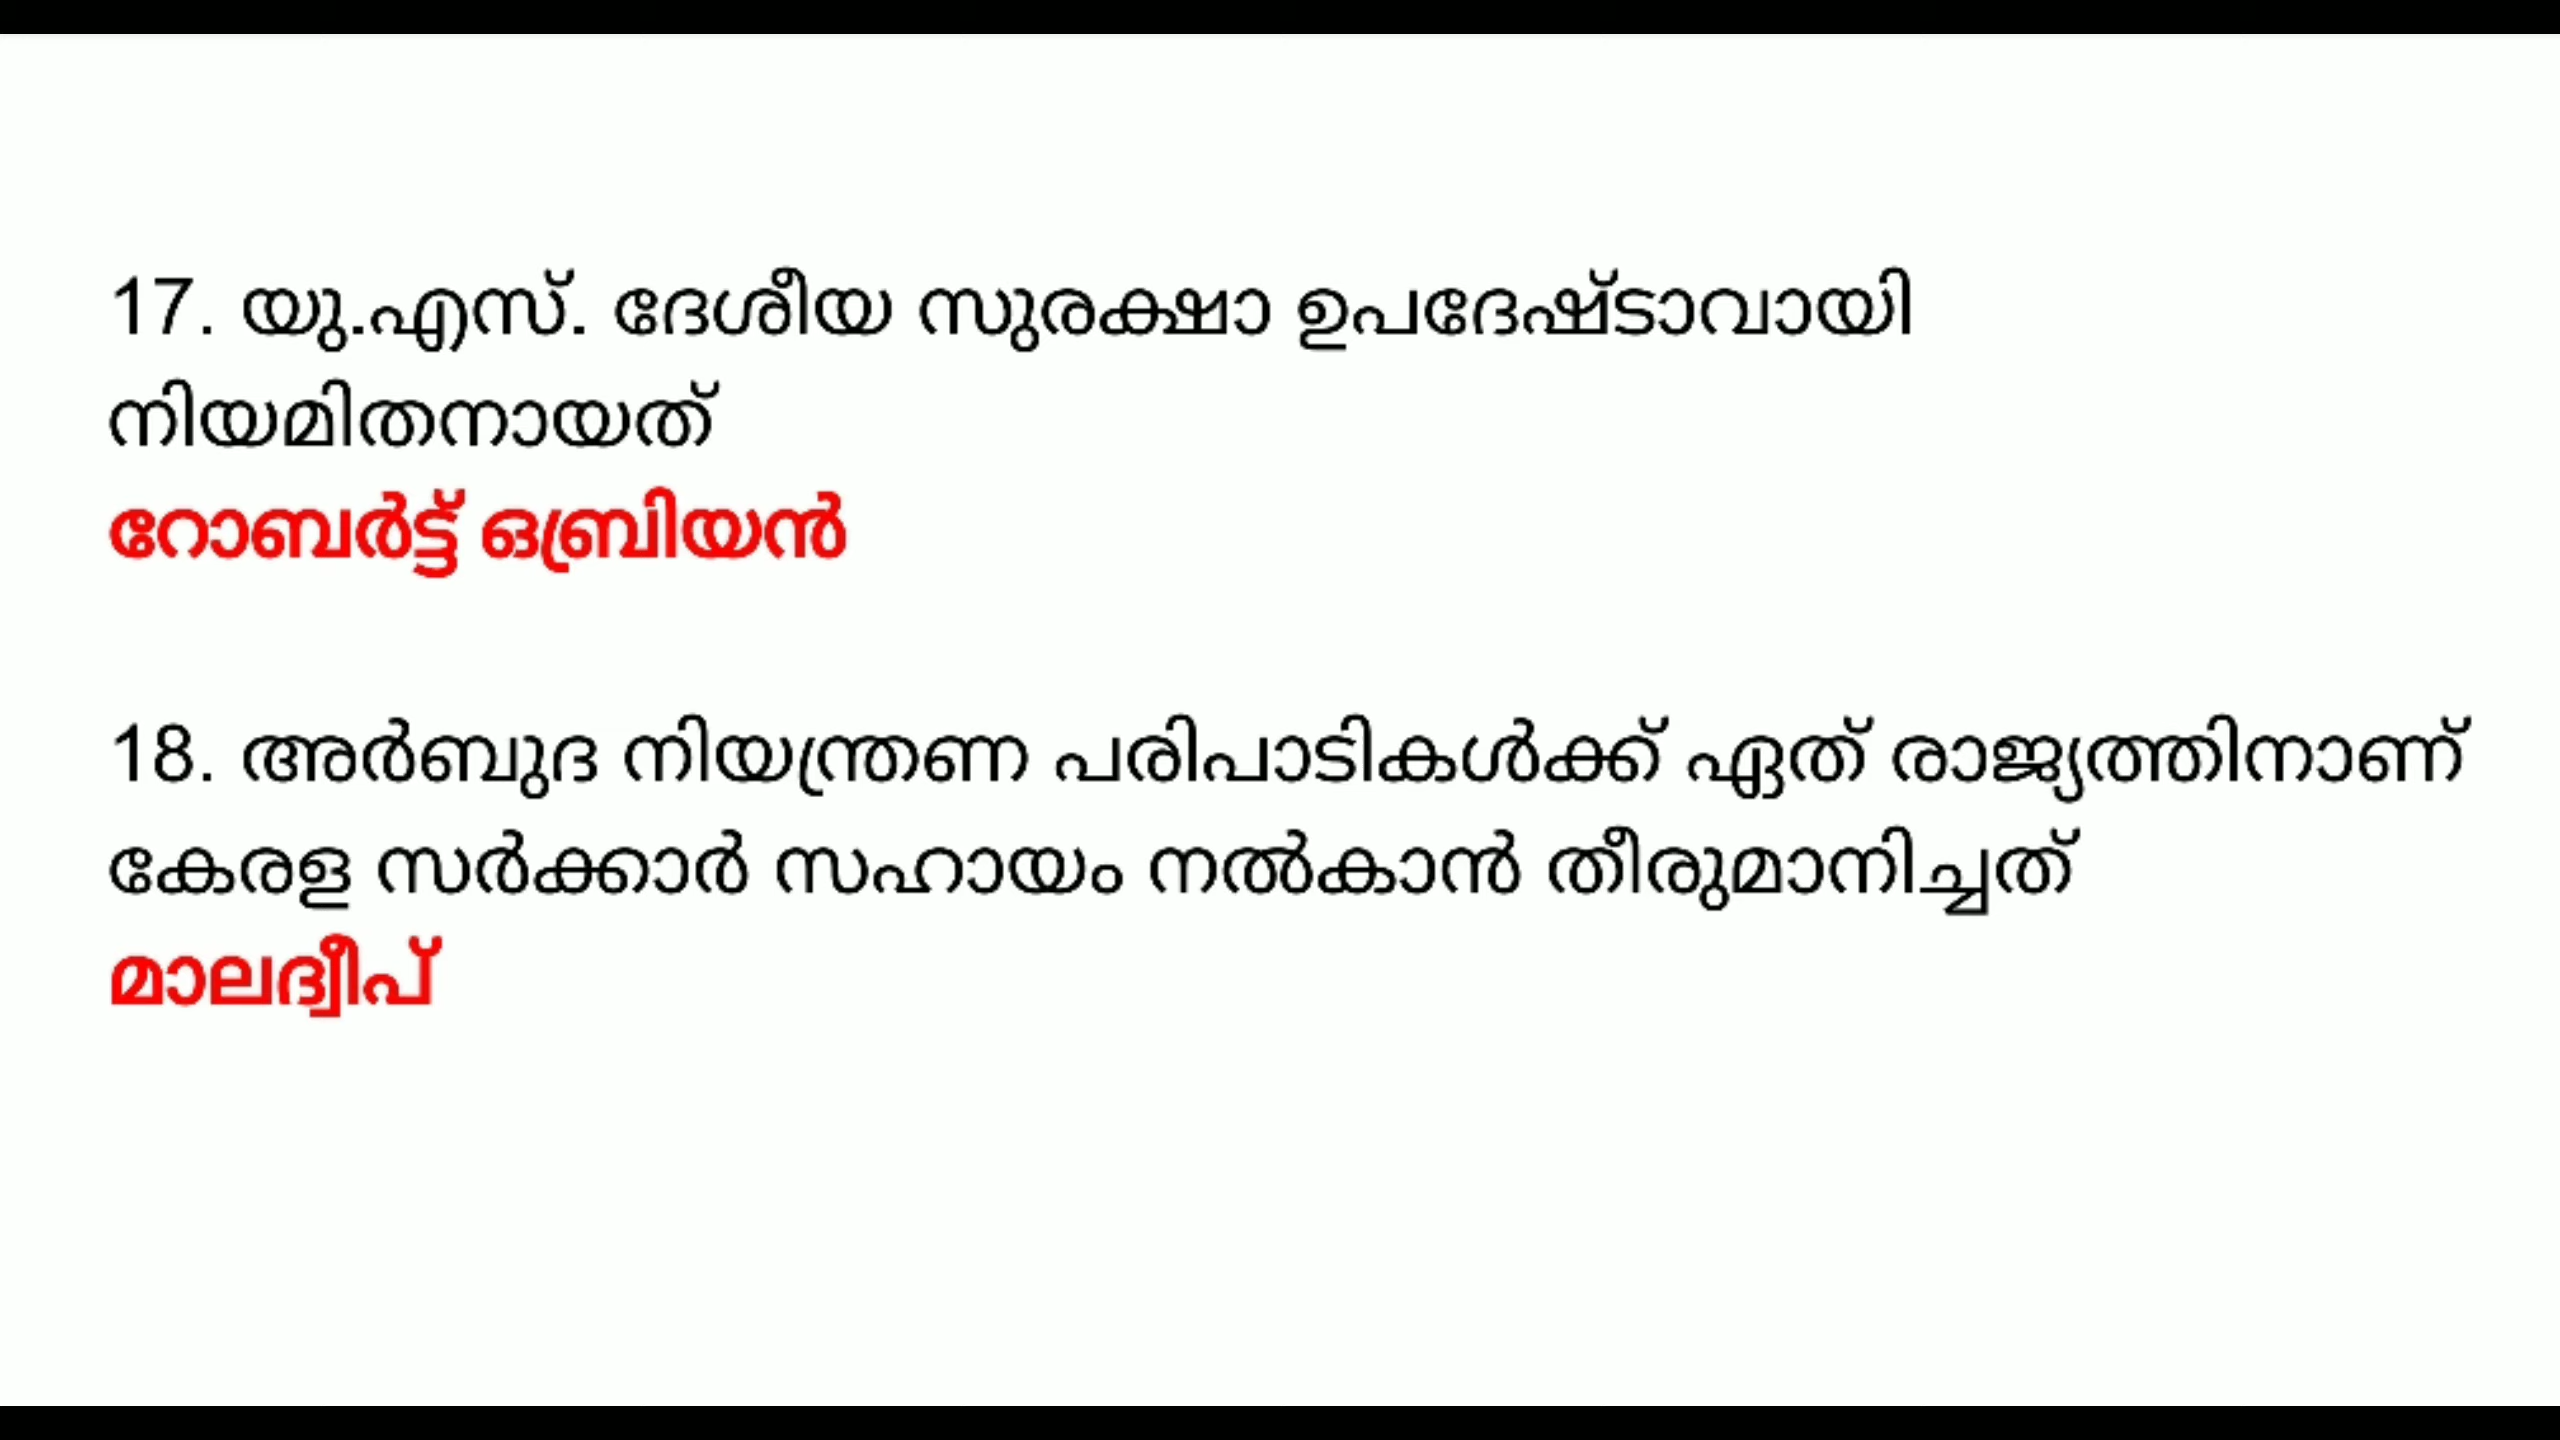 17. യു.എസ്. ദേശീയ സുരക്ഷാ ഉപദേഷ്ടാവായി
നിയമിതനായത്
റോബർട്ട് ഒബ്രിയൻ
18. അർബുദ നിയന്ത്രണ പരിപാടികൾക്ക് ഏത് രാജ്യത്തിനാണ്
കേരള സർക്കാർ സഹായം നൽകാൻ തീരുമാനിച്ചത്
മാലദ്വീപ്